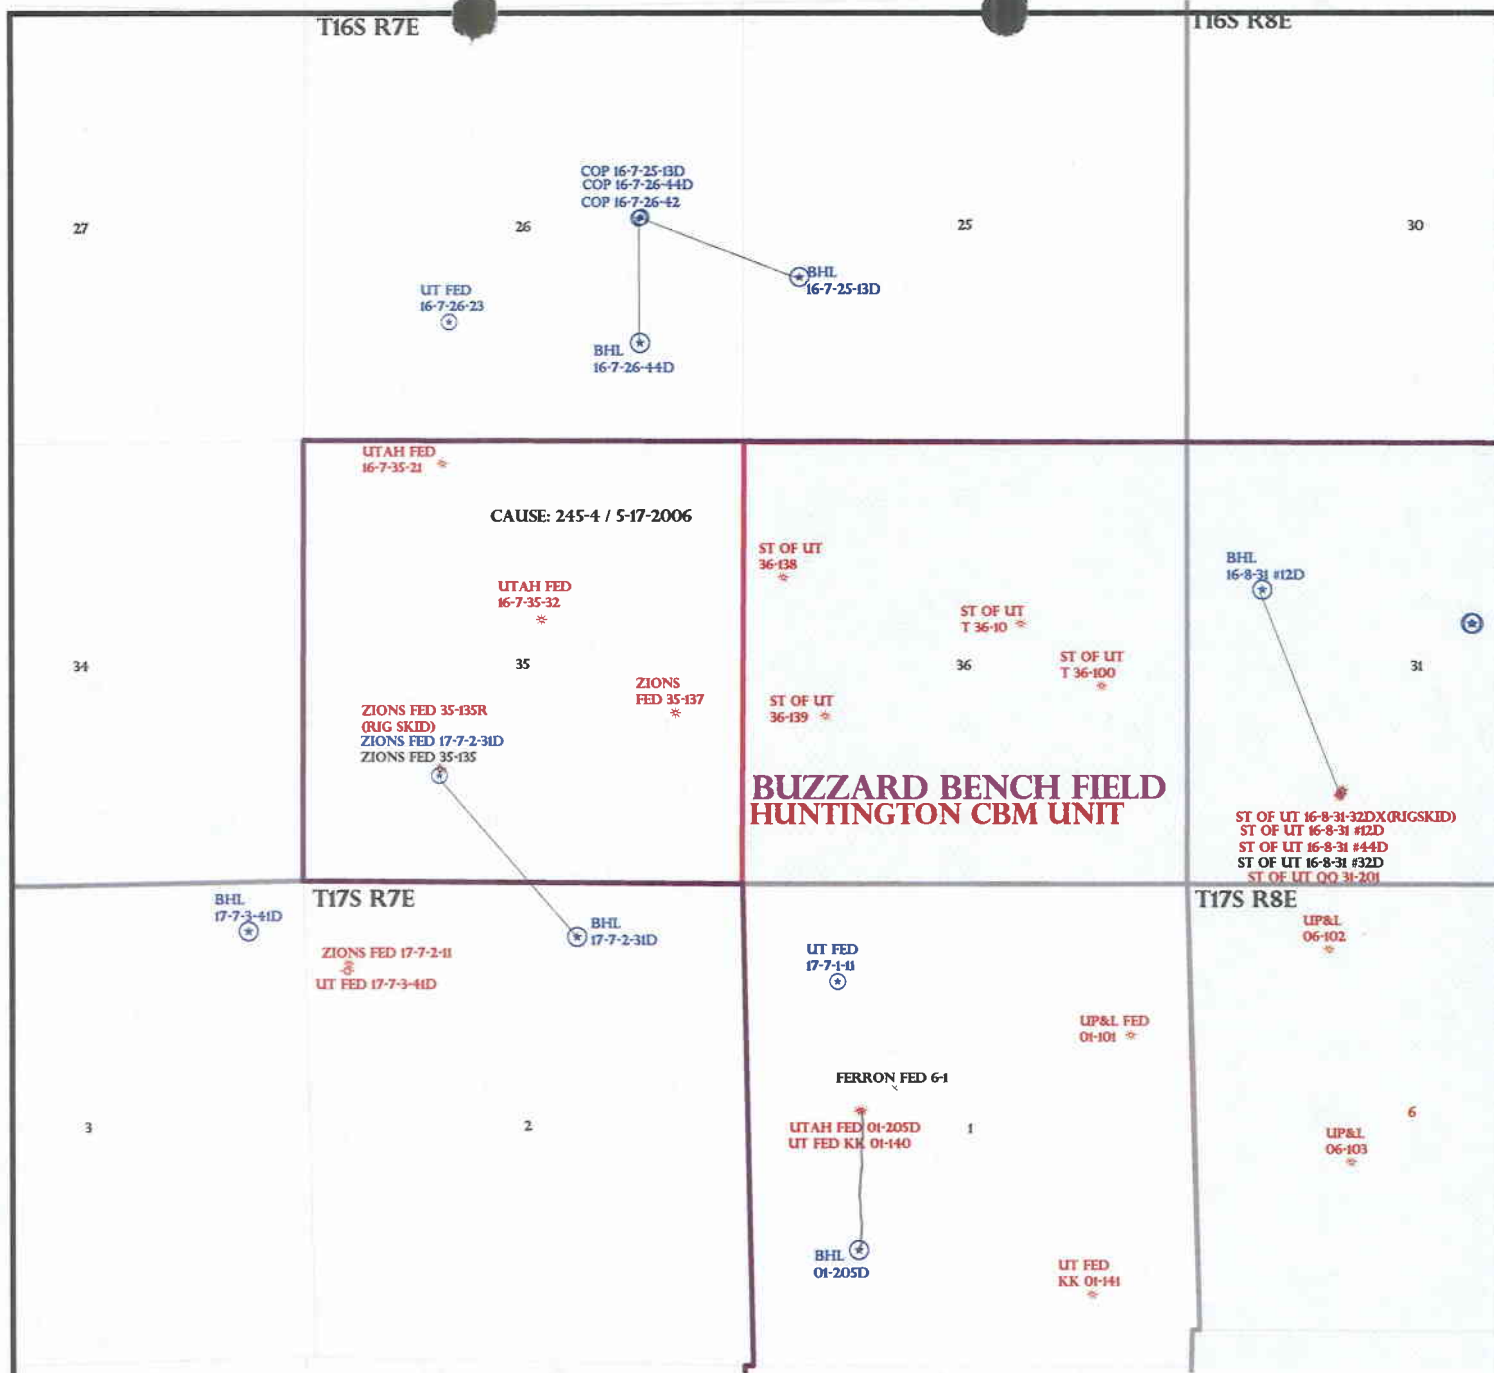 T16S R7E
T16S R8E
COP 16-7-25-13D
COP 16-7-26-44D
COP 16-7-26-42
27
26
25
30
BHL
16-7-25-13D
UT FED
16-7-26-23
BHL
16-7-26-44D
UTAH FED
16-7-35-21
CAUSE: 245-4 / 5-17-2006
ST OF UT
36-138
BHL
16-8-31 #12D
UTAH FED
16-7-35-32
ST OF UT
T 36-10
34
35
36
31
ST OF UT
T 36-100
ZIONS
FED 35-137
ST OF UT
36-139
ZIONS FED 35-135R
(RIG SKID)
ZIONS FED 17-7-2-31D
ZIONS FED 35-135
BUZZARD BENCH FIELD
HUNTINGTON CBM UNIT
ST OF UT 16-8-31-32DX(RIGSKID)
ST OF UT 16-8-31 #12D
ST OF UT 16-8-31 #44D
ST OF UT 16-8-31 #32D
ST OF UT QQ 31-201
T17S R7E
T17S R8E
BHL
17-7-3-41D
BHL
17-7-2-31D
UP&L
06-102
ZIONS FED 17-7-2-11
UT FED 17-7-3-41D
UT FED
17-7-1-11
UP&L FED
01-101
FERRON FED 6-1
UTAH FED 01-205D
UT FED KK 01-140
3
2
1
6
UP&L
06-103
BHL
01-205D
UT FED
KK 01-141